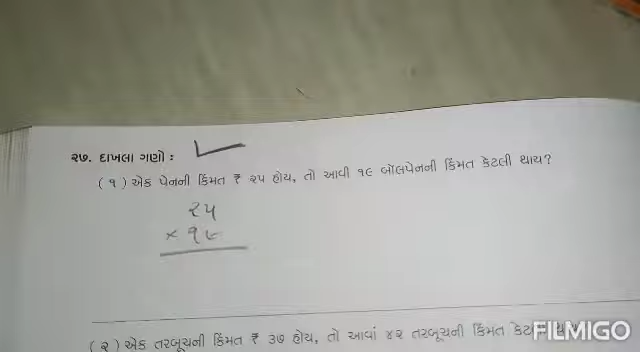 ૨૭. દાખલા ગણો :
(૧) એક પેનની કિંમત ₹ ૨૫ હોય, તો આવી ૧૯ બૉલપેનની કિંમત કેટલી થાય?
૨૫
× ૧૯
(૨) એક તરબૂચની કિંમત ₹ ૩૭ હોય, તો આવાં ૪૨ તરબૂચની કિંમત
FILMIGO